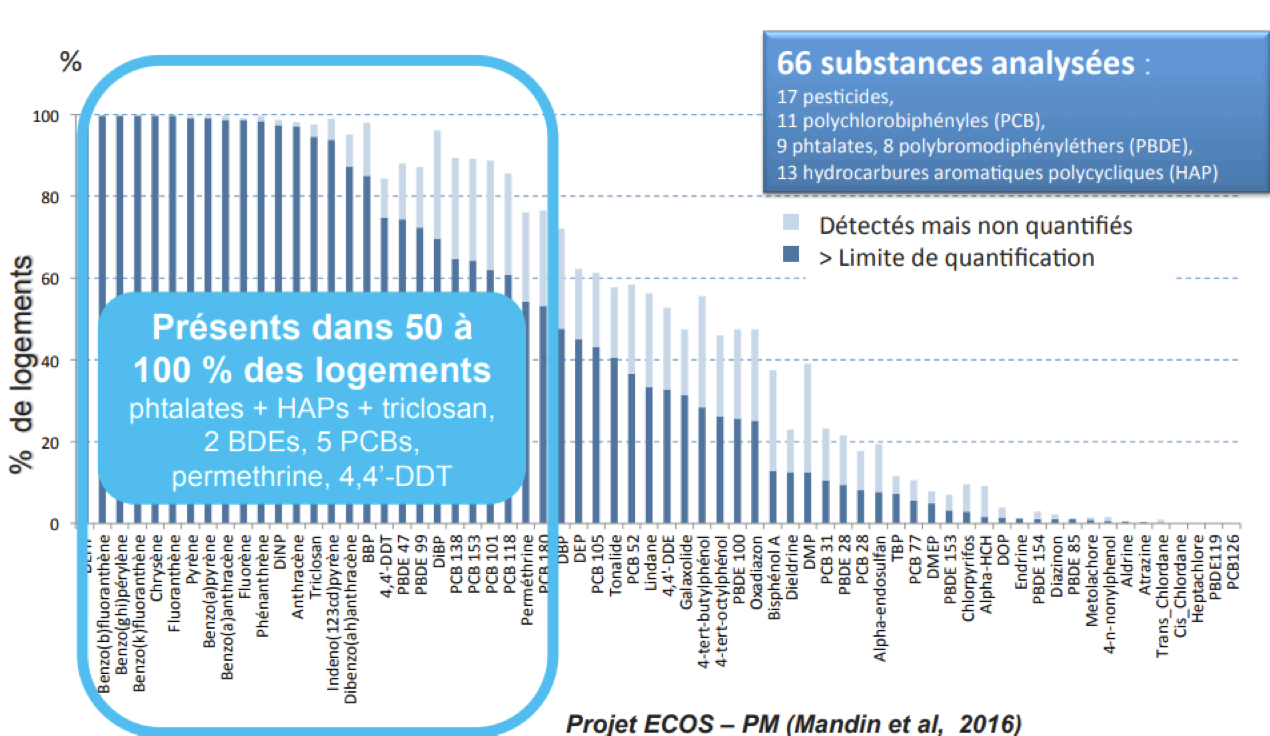 %
66 substances analysées :
17 pesticides,
11 polychlorobiphényles (PCB),
9 phtalates, 8 polybromodiphényléthers (PBDE),
13 hydrocarbures aromatiques polycycliques (HAP)
Détectés mais non quantifiés
> Limite de quantification
100
80
60
40
20
0
% de logements
Présents dans 50 à
100 % des logements
phtalates + HAPs + triclosan,
2 BDEs, 5 PCBs,
permethrine, 4,4'-DDT
Benzo(b)fluoranthène
Benzo(ghi)pérylène
Benzo(k)fluoranthène
Chrysène
Fluoranthène
Pyrène
Benzo(a)pyrène
Benzo(a)anthracène
Fluorène
Phénanthrène
DiNP
Anthracène
Triclosan
Indeno(123cd)pyrène
Dibenzo(ah)anthracène
BBP
4,4'-DDT
PBDE 47
PBDE 99
DiBP
PCB 138
PCB 153
PCB 101
PCB 118
Perméthrine
PCB 180
DBP
DEP
PCB 105
Tonalide
PCB 52
Lindane
4,4'-DDE
Galaxolide
4-tert-butylphénol
4-tert-octylphénol
PBDE 100
Oxadiazon
Bisphénol A
Dieldrine
DMP
PCB 31
PBDE 28
PCB 28
Alpha-endosulfan
TBP
PCB 77
DMEP
PBDE 153
Chlorpyrifos
Alpha-HCH
DOP
Endrine
PBDE 154
Diazinon
PBDE 85
Metolachore
4-n-nonylphenol
Aldrine
Atrazine
Trans_Chlordane
Cis_Chlordane
Heptachlore
PBDE119
PCB126
Projet ECOS – PM (Mandin et al, 2016)